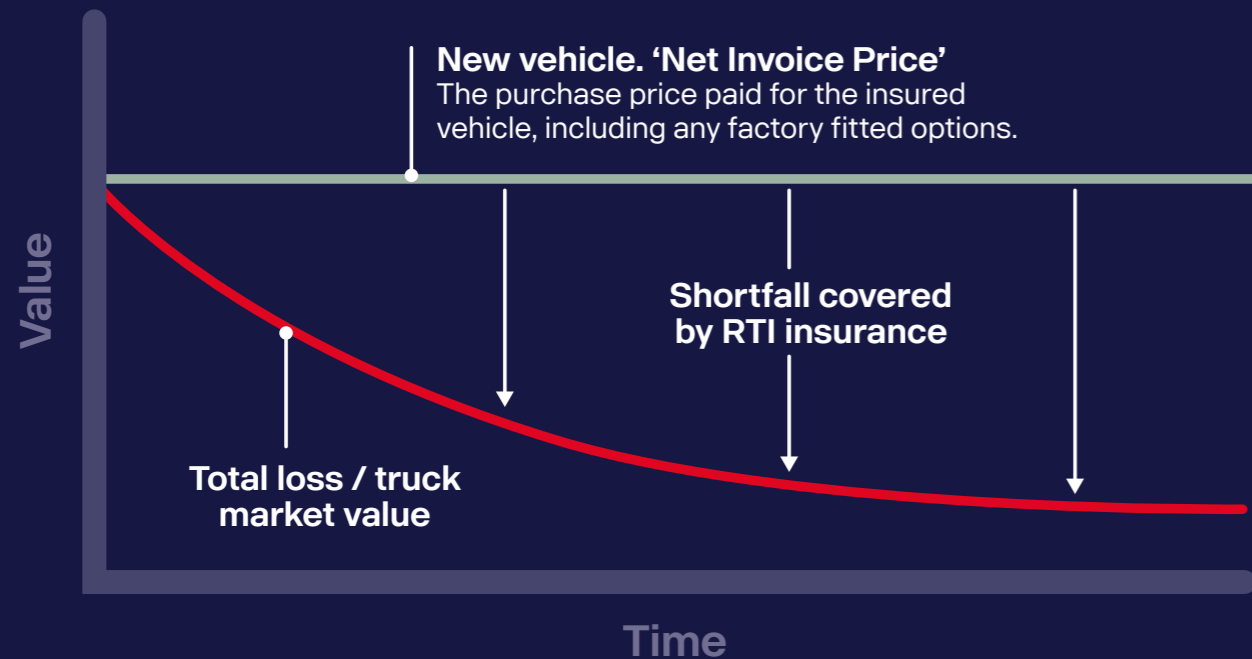 New vehicle. ‘Net Invoice Price’
The purchase price paid for the insured
vehicle, including any factory fitted options.
Value
Shortfall covered
by RTI insurance
Total loss / truck
market value
Time